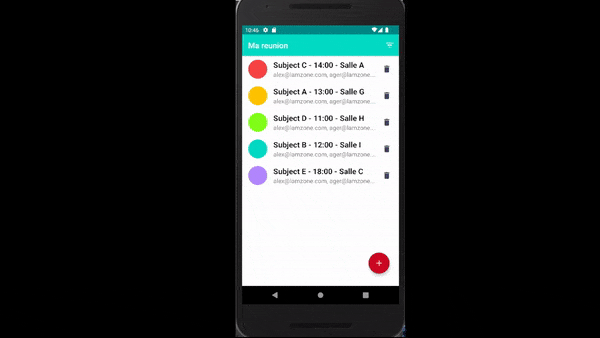 10:46
Ma reunion
Subject C - 14:00 - Salle A
alex@lamzone.com, ager@lamzone...
Subject A - 13:00 - Salle G
alex@lamzone.com, ager@lamzone...
Subject D - 11:00 - Salle H
alex@lamzone.com, ager@lamzone...
Subject B - 12:00 - Salle I
alex@lamzone.com, ager@lamzone...
Subject E - 18:00 - Salle C
alex@lamzone.com, ager@lamzone...